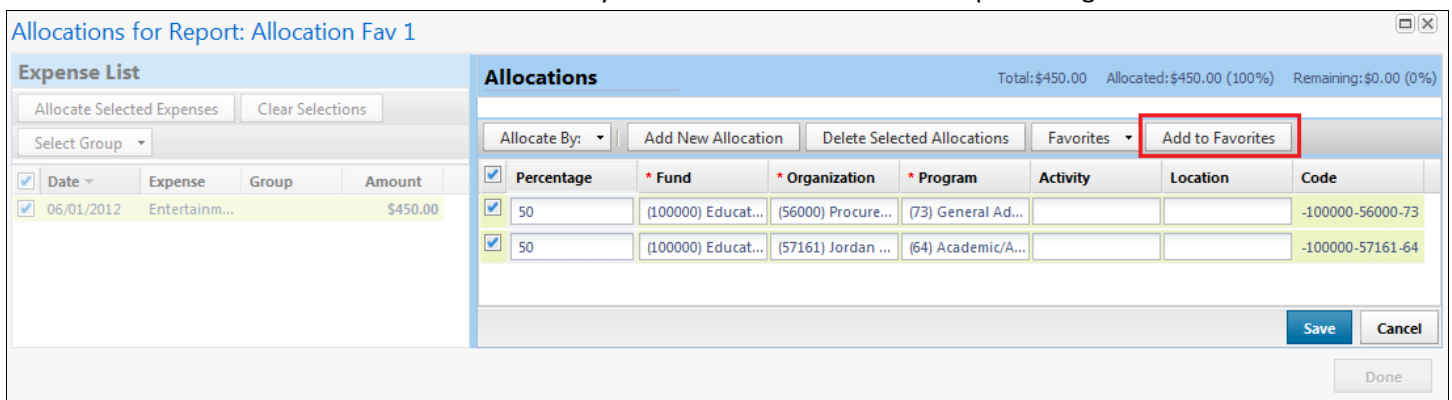 Allocations for Report: Allocation Fav 1
Expense List
Allocate Selected Expenses Clear Selections
Select Group
Date Expense Group Amount
06/01/2012 Entertainm... $450.00
Allocations Total:$450.00 Allocated:$450.00 (100%) Remaining:$0.00 (0%)
Allocate By: Add New Allocation Delete Selected Allocations Favorites Add to Favorites
Percentage * Fund * Organization * Program Activity Location Code
50 (100000) Educat... (56000) Procure... (73) General Ad... -100000-56000-73
50 (100000) Educat... (57161) Jordan ... (64) Academic/A... -100000-57161-64
Save Cancel
Done